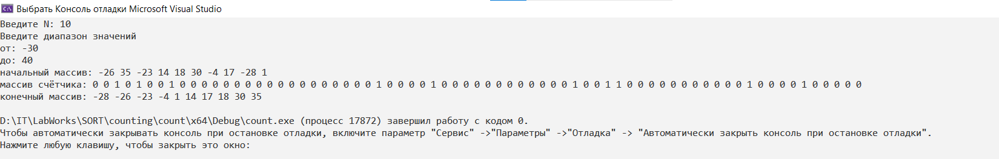 Выбрать Консоль отладки Microsoft Visual Studio
Введите N: 10
Введите диапазон значений
от: -30
до: 40
начальный массив: -26 35 -23 14 18 30 -4 17 -28 1
массив счётчика: 0 0 1 0 1 0 0 1 0 0 0 0 0 0 0 0 0 0 0 0 0 0 0 0 0 0 1 0 0 0 0 1 0 0 0 0 0 0 0 0 0 0 0 0 1 0 0 1 1 0 0 0 0 0 0 0 0 0 0 0 1 0 0 0 0 1 0 0 0 0 0
конечный массив: -28 -26 -23 -4 1 14 17 18 30 35
D:\IT\LabWorks\SORT\counting\count\x64\Debug\count.exe (процесс 17872) завершил работу с кодом 0.
Чтобы автоматически закрывать консоль при остановке отладки, включите параметр "Сервис" ->"Параметры" ->"Отладка" -> "Автоматически закрыть консоль при остановке отладки".
Нажмите любую клавишу, чтобы закрыть это окно: